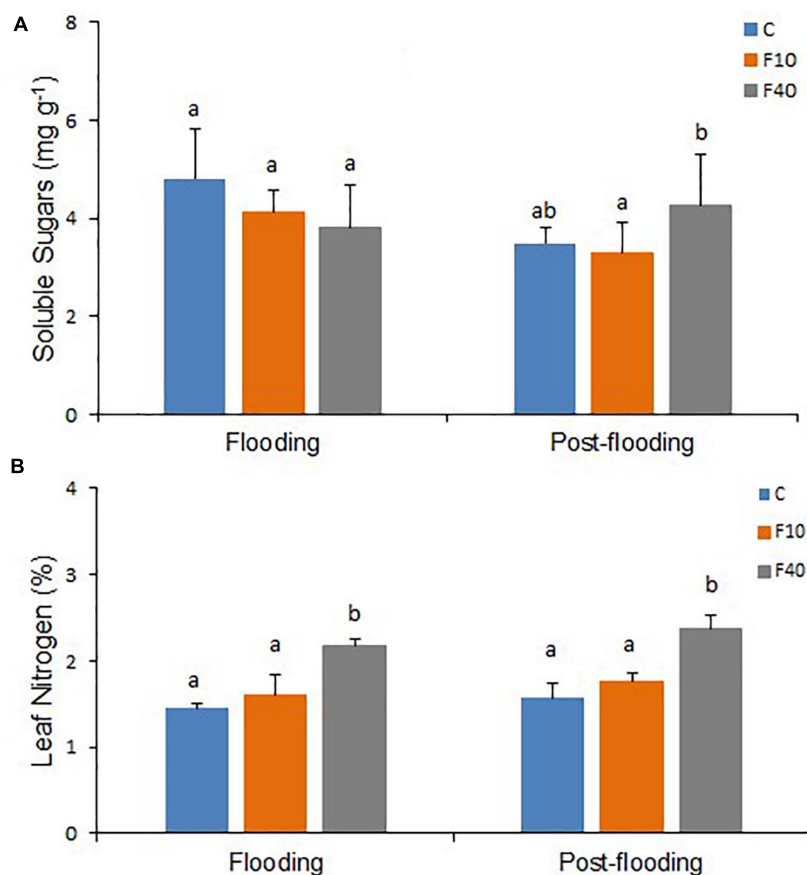 A
Soluble Sugars (mg g⁻¹)
8
6
4
2
0
C
F10
F40
a
a
a
ab
a
b
Flooding
Post-flooding
B
Leaf Nitrogen (%)
4
3
2
1
0
C
F10
F40
a
a
b
a
a
b
Flooding
Post-flooding